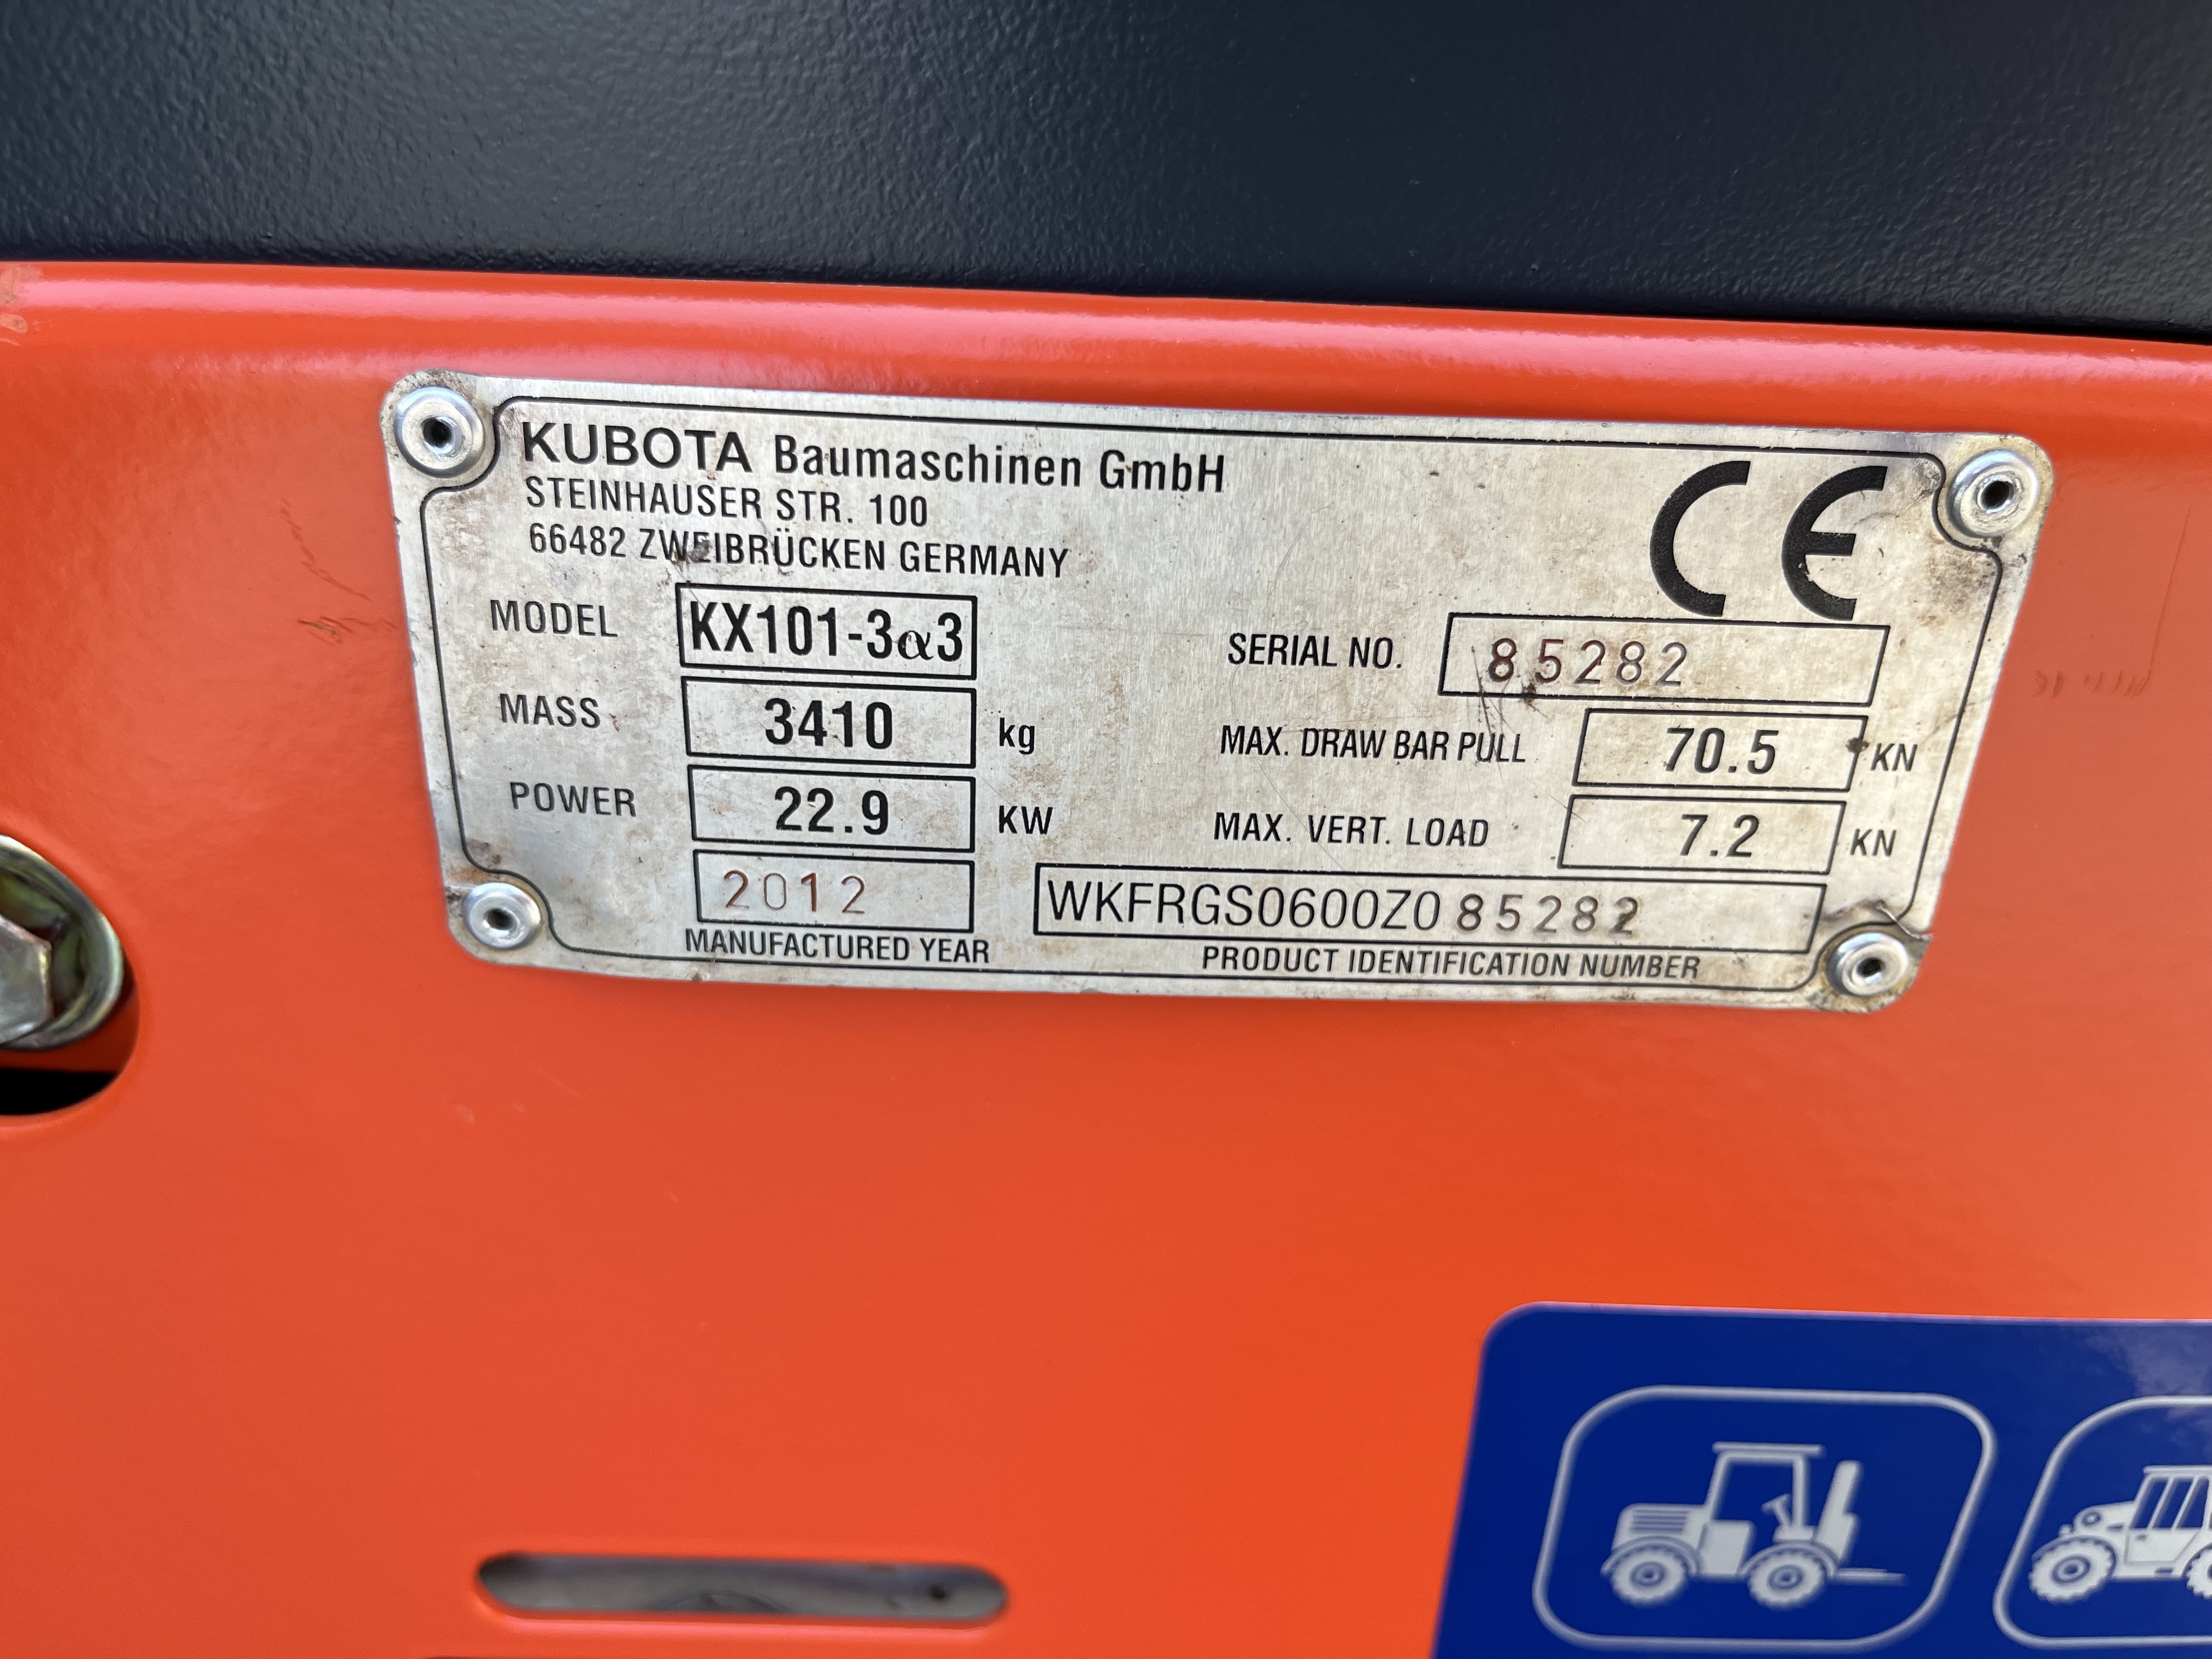 KUBOTA Baumaschinen GmbH
STEINHAUSER STR. 100
66482 ZWEIBRÜCKEN GERMANY
CE
MODEL KX101-3α3
MASS 3410 kg
POWER 22.9 KW
2012
MANUFACTURED YEAR
SERIAL NO. 85282
MAX. DRAW BAR PULL 70.5 KN
MAX. VERT. LOAD 7.2 KN
WKFRGS0600Z085282
PRODUCT IDENTIFICATION NUMBER